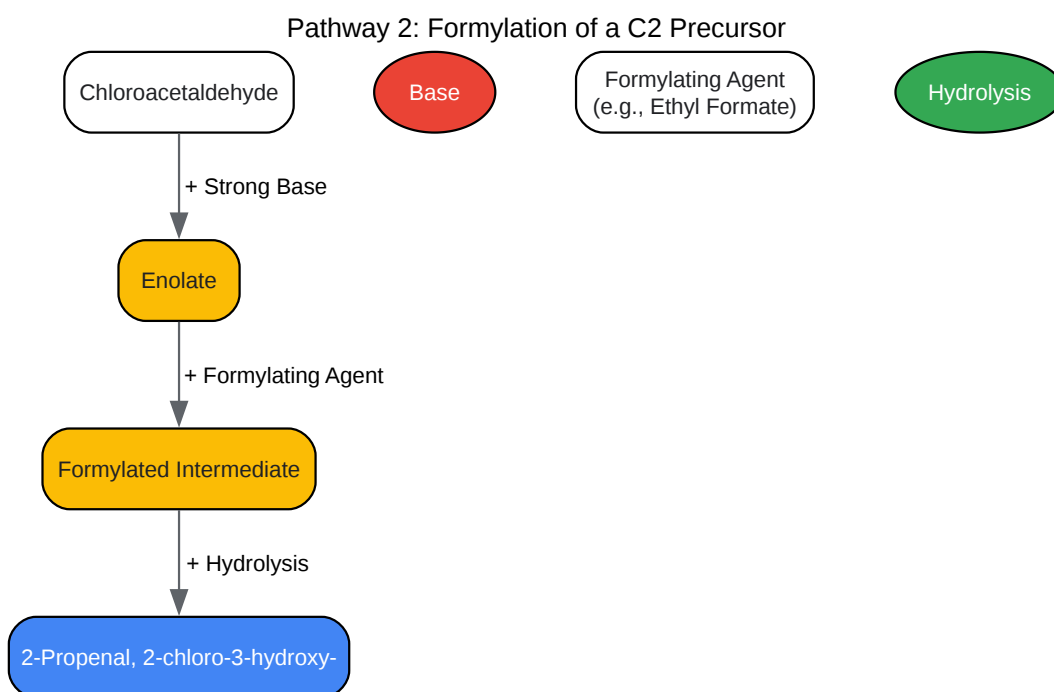 Pathway 2: Formylation of a C2 Precursor
Chloroacetaldehyde
Base
Formylating Agent
(e.g., Ethyl Formate)
Hydrolysis
+ Strong Base
Enolate
+ Formylating Agent
Formylated Intermediate
+ Hydrolysis
2-Propenal, 2-chloro-3-hydroxy-